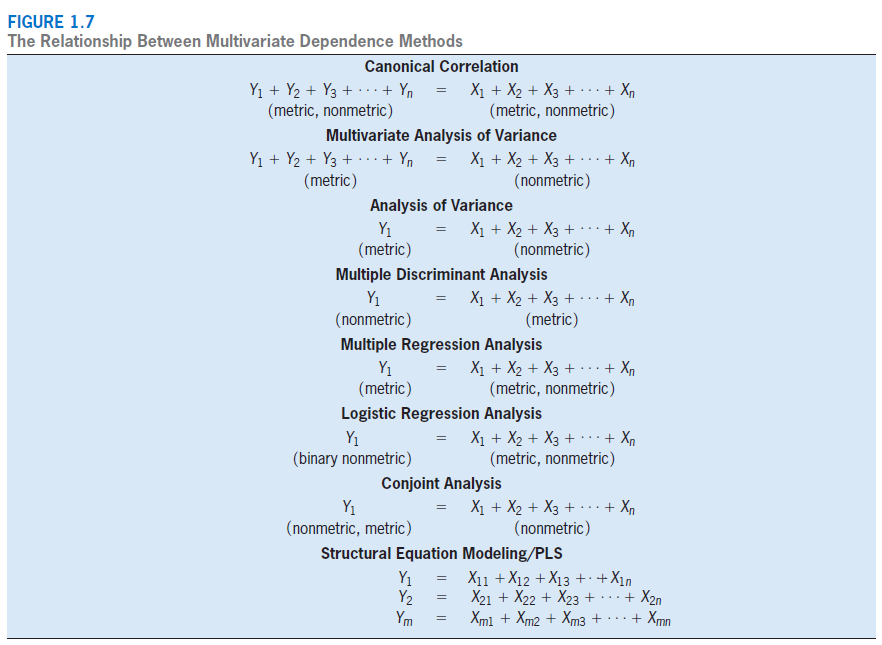 FIGURE 1.7
The Relationship Between Multivariate Dependence Methods
Canonical Correlation
Y₁ + Y₂ + Y₃ + · · · + Yₙ = X₁ + X₂ + X₃ + · · · + Xₙ
(metric, nonmetric) (metric, nonmetric)
Multivariate Analysis of Variance
Y₁ + Y₂ + Y₃ + · · · + Yₙ = X₁ + X₂ + X₃ + · · · + Xₙ
(metric) (nonmetric)
Analysis of Variance
Y₁ = X₁ + X₂ + X₃ + · · · + Xₙ
(metric) (nonmetric)
Multiple Discriminant Analysis
Y₁ = X₁ + X₂ + X₃ + · · · + Xₙ
(nonmetric) (metric)
Multiple Regression Analysis
Y₁ = X₁ + X₂ + X₃ + · · · + Xₙ
(metric) (metric, nonmetric)
Logistic Regression Analysis
Y₁ = X₁ + X₂ + X₃ + · · · + Xₙ
(binary nonmetric) (metric, nonmetric)
Conjoint Analysis
Y₁ = X₁ + X₂ + X₃ + · · · + Xₙ
(nonmetric, metric) (nonmetric)
Structural Equation Modeling/PLS
Y₁ = X₁₁ + X₁₂ + X₁₃ + · + X₁ₙ
Y₂ = X₂₁ + X₂₂ + X₂₃ + · · · + X₂ₙ
Yₘ = Xₘ₁ + Xₘ₂ + Xₘ₃ + · · · + Xₘₙ